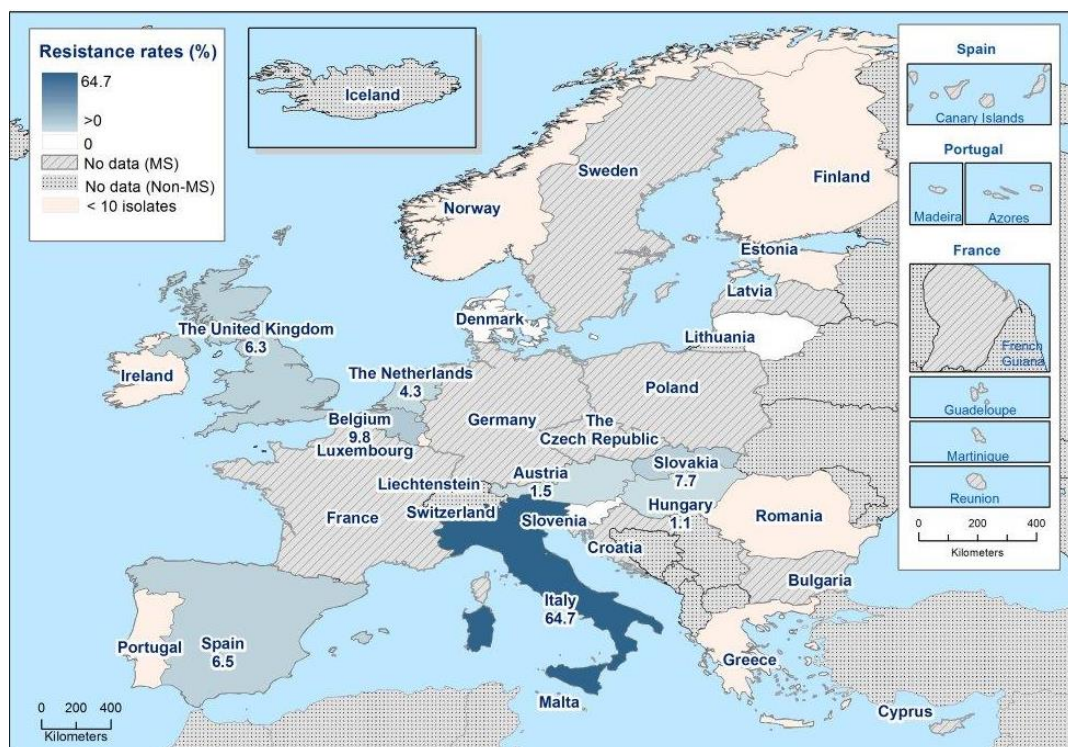 Resistance rates (%)
64.7
>0
0
No data (MS)
No data (Non-MS)
< 10 isolates
Iceland
Spain
Canary Islands
Portugal
Madeira
Azores
France
French
Guiana
Guadeloupe
Martinique
Reunion
0 200 400
Kilometers
Sweden
Finland
Norway
Estonia
Latvia
Denmark
Lithuania
The United Kingdom
6.3
Ireland
The Netherlands
4.3
Poland
Germany
Belgium
9.8
The
Czech Republic
Luxembourg
Slovakia
7.7
Austria
1.5
Liechtenstein
Hungary
1.1
Switzerland
Slovenia
France
Romania
Croatia
Bulgaria
Italy
64.7
Portugal
Spain
6.5
Greece
Malta
Cyprus
0 200 400
Kilometers